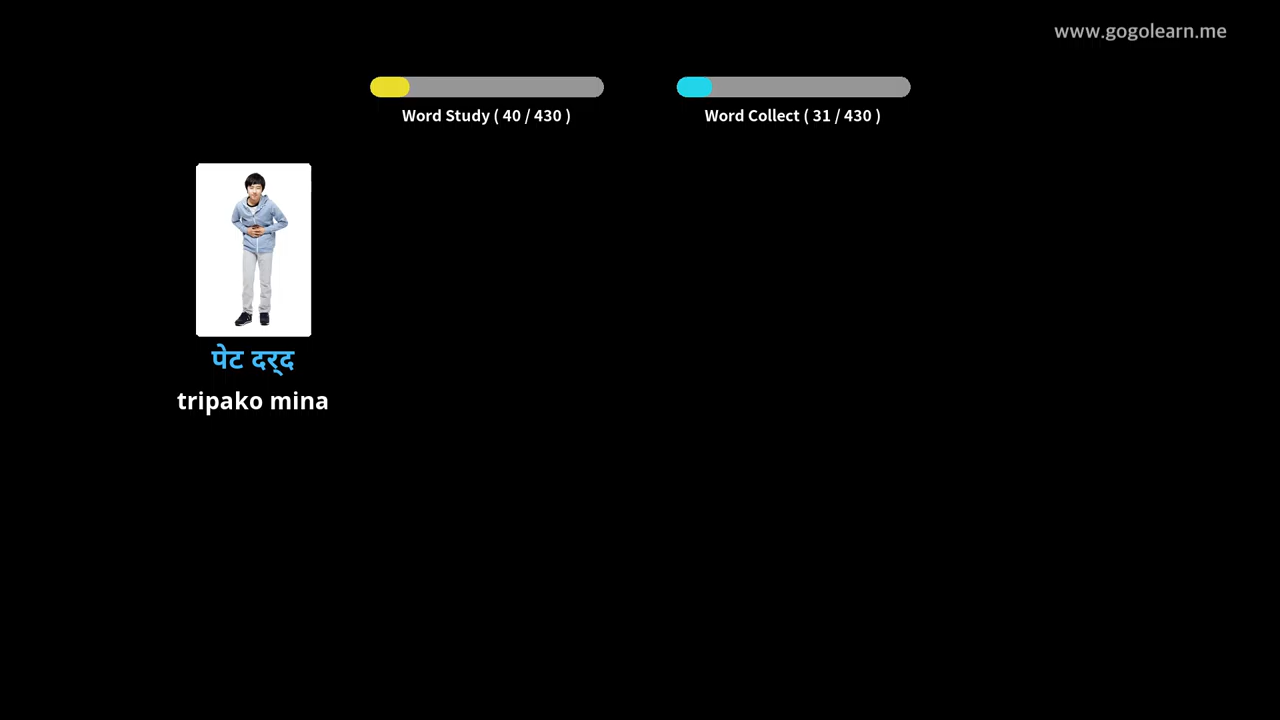 www.gogolearn.me
Word Study ( 40 / 430 )
Word Collect ( 31 / 430 )
पेट दर्द
tripako mina